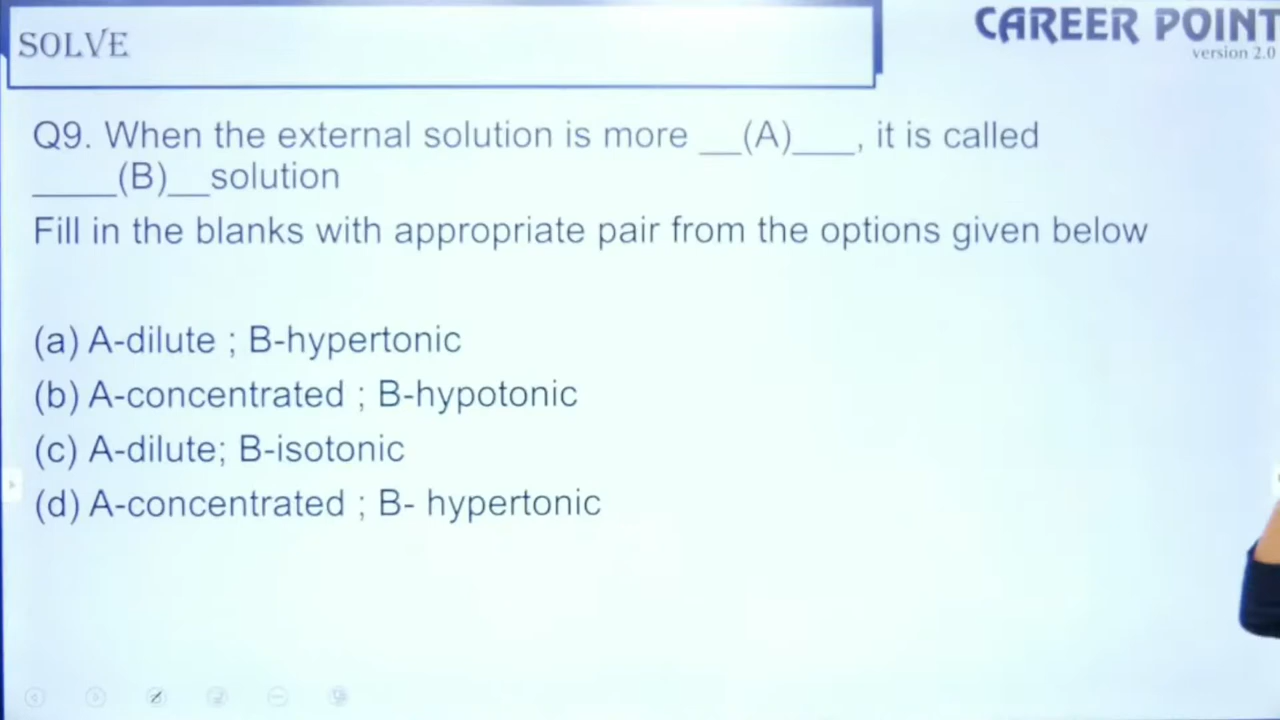 SOLVE
CAREER POINT
version 2.0
Q9. When the external solution is more __(A)___, it is called
____(B)__solution
Fill in the blanks with appropriate pair from the options given below
(a) A-dilute ; B-hypertonic
(b) A-concentrated ; B-hypotonic
(c) A-dilute; B-isotonic
(d) A-concentrated ; B- hypertonic